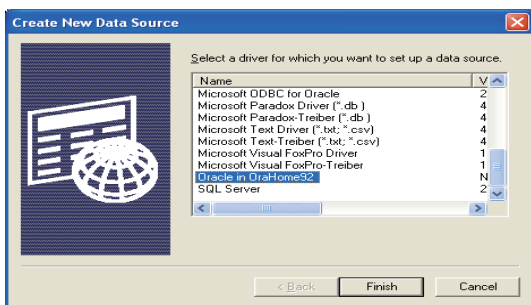 Create New Data Source
Select a driver for which you want to set up a data source.
Name V
Microsoft ODBC for Oracle 2
Microsoft Paradox Driver (*.db ) 4
Microsoft Paradox-Treiber (*.db ) 4
Microsoft Text Driver (*.txt; *.csv) 4
Microsoft Text-Treiber (*.txt; *.csv) 4
Microsoft Visual FoxPro Driver 1
Microsoft Visual FoxPro-Treiber 1
Oracle in OraHome92 N
SQL Server 2
< Back Finish Cancel